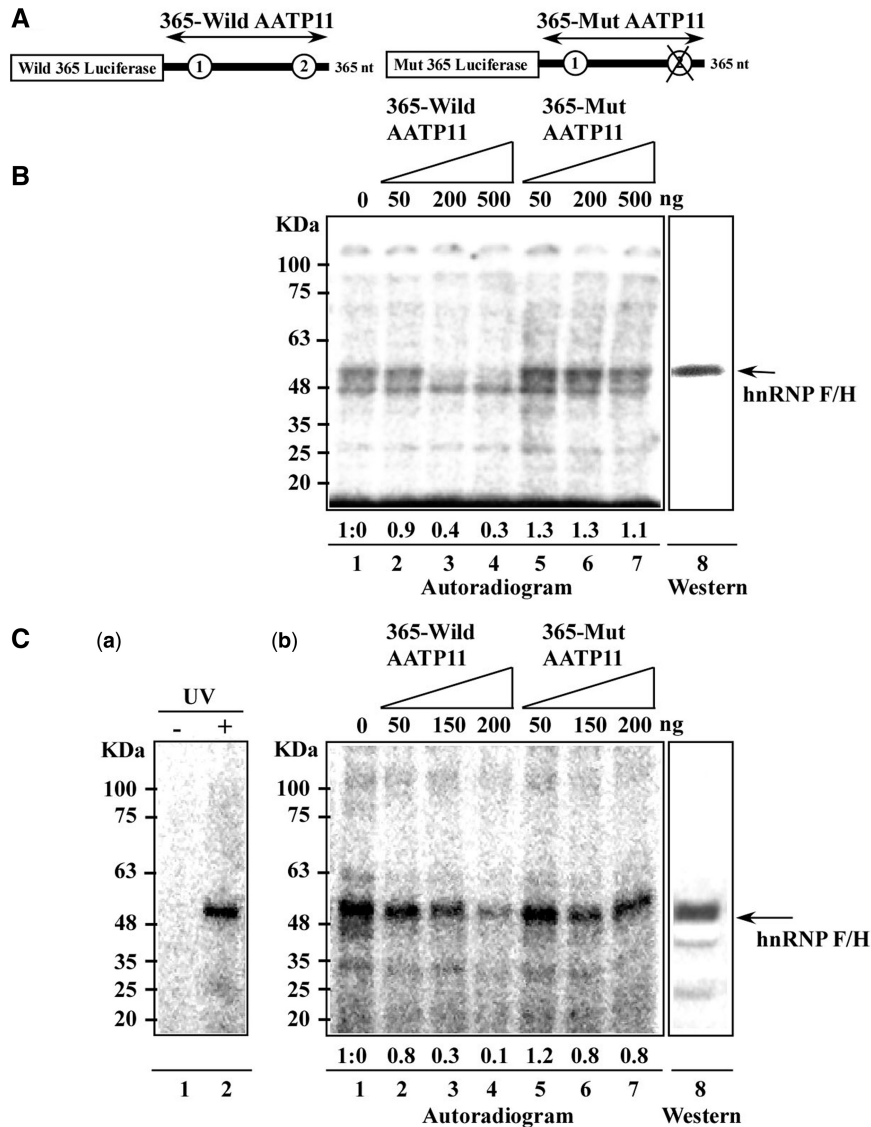 A
365-Wild AATP11
365-Mut AATP11
Wild 365 Luciferase 1 2 365 nt
Mut 365 Luciferase 1 2 365 nt
B
365-Wild AATP11
365-Mut AATP11
0 50 200 500 50 200 500 ng
KDa
100
75
63
48
35
25
20
hnRNP F/H
1:0 0.9 0.4 0.3 1.3 1.3 1.1
1 2 3 4 5 6 7 8
Autoradiogram Western
C
(a)
UV
- +
KDa
100
75
63
48
35
25
20
1 2
(b)
365-Wild AATP11
365-Mut AATP11
0 50 150 200 50 150 200 ng
KDa
100
75
63
48
35
25
20
hnRNP F/H
1:0 0.8 0.3 0.1 1.2 0.8 0.8
1 2 3 4 5 6 7 8
Autoradiogram Western